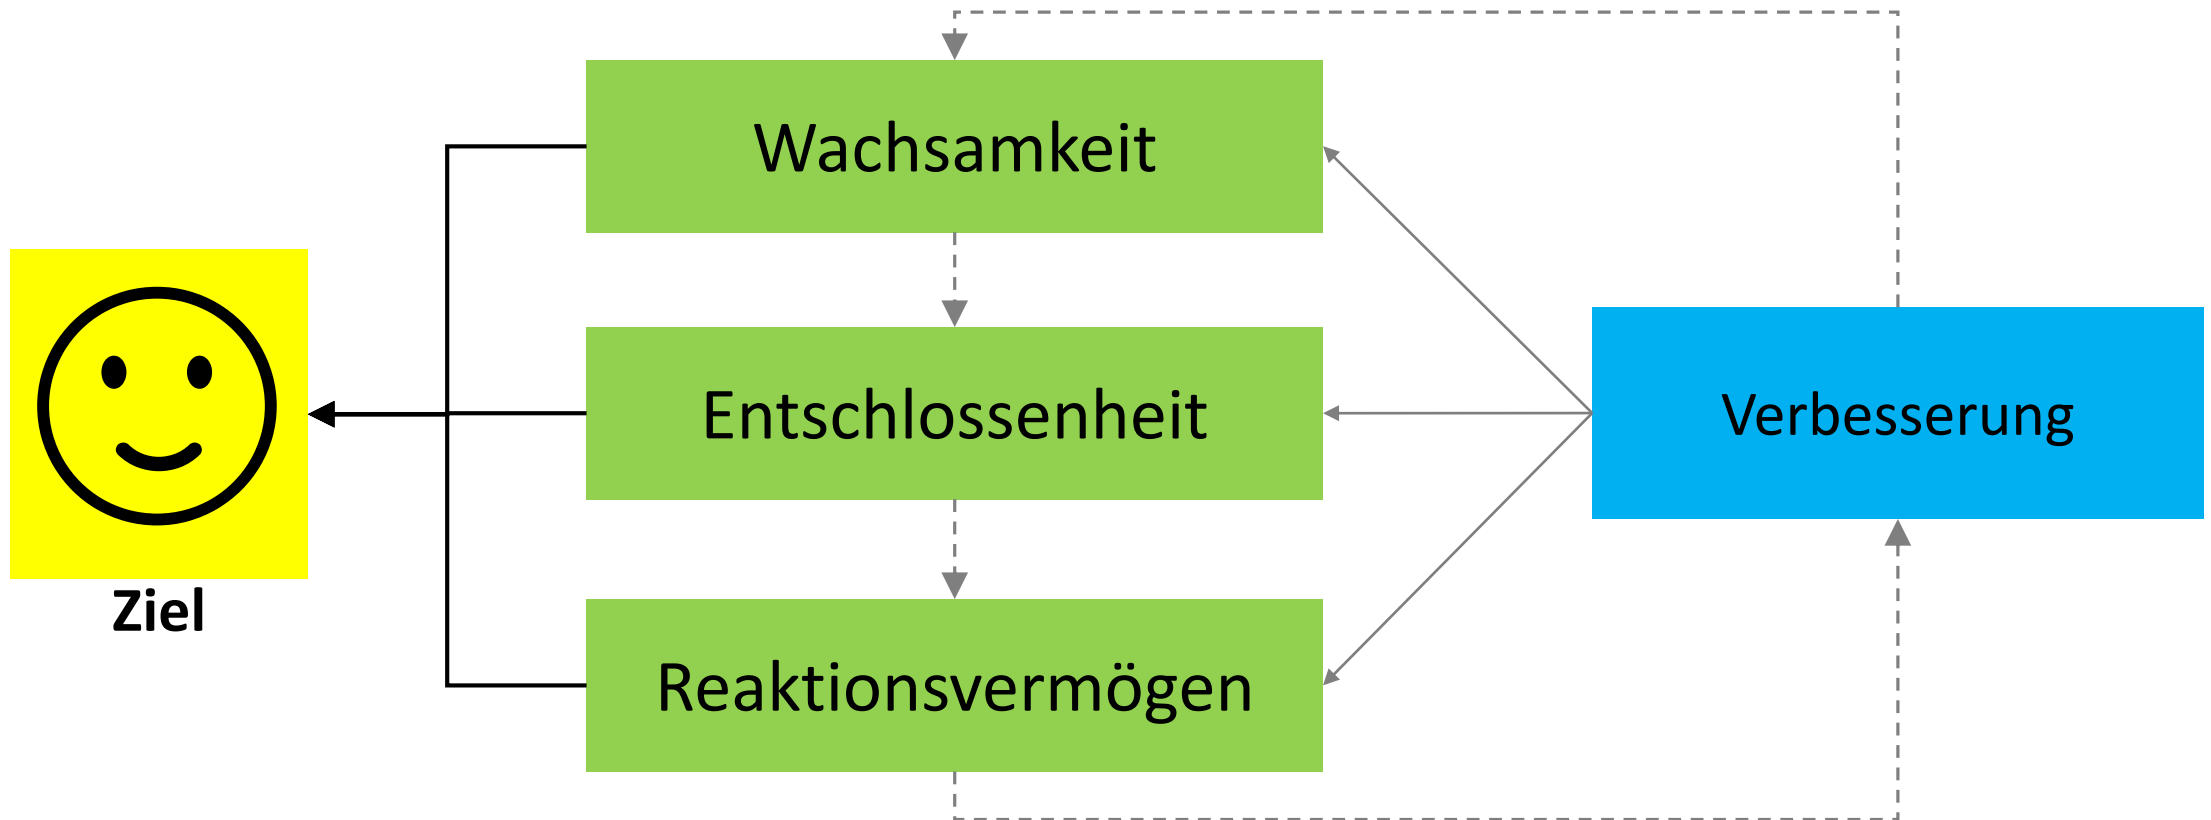 Wachsamkeit
Entschlossenheit
Verbesserung
Ziel
Reaktionsvermögen